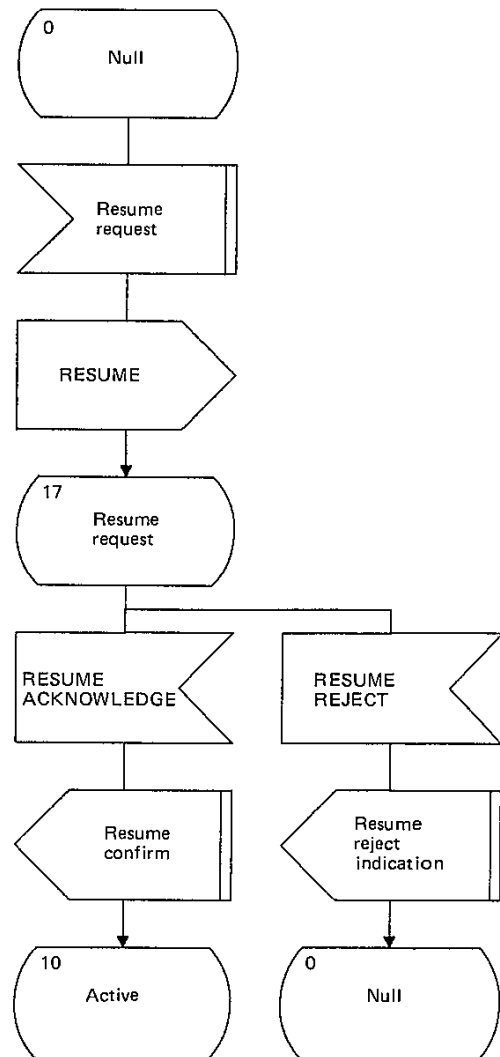 0
Null
Resume
request
RESUME
17
Resume
request
RESUME
ACKNOWLEDGE
RESUME
REJECT
Resume
confirm
Resume
reject
indication
10
Active
0
Null